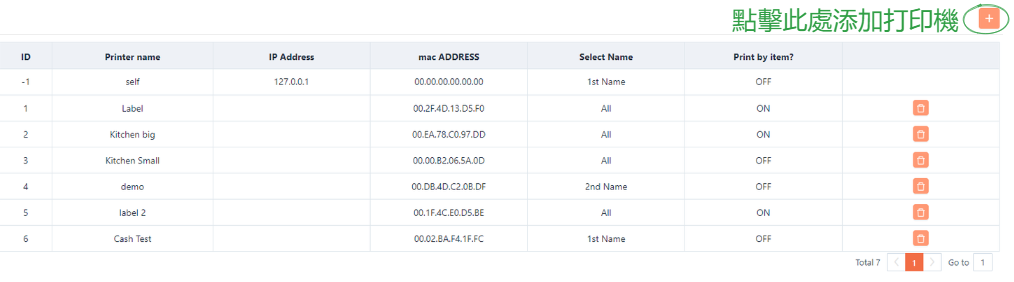 點擊此處添加打印機 +
ID Printer name IP Address mac ADDRESS Select Name Print by item?
-1 self 127.0.0.1 00.00.00.00.00.00 1st Name OFF
1 Label 00.2F.4D.13.D5.F0 All ON
2 Kitchen big 00.EA.78.C0.97.DD All ON
3 Kitchen Small 00.00.B2.06.5A.0D All OFF
4 demo 00.DB.4D.C2.0B.DF 2nd Name OFF
5 label 2 00.1F.4C.E0.D5.BE All ON
6 Cash Test 00.02.BA.F4.1F.FC 1st Name OFF
Total 7 1 Go to 1